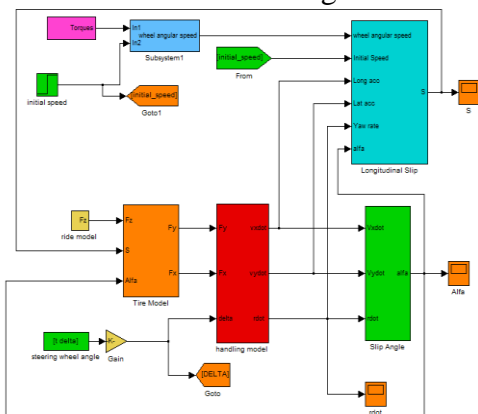 Torques
In1
In2
wheel angular speed
Subsystem1
initial speed
[initial_speed]
Goto1
[initial_speed]
From
wheel angular speed
Initial Speed
Long acc
Lat acc
Yaw rate
alfa
S
Longitudinal Slip
S
Fz
ride model
Fz
S
Alfa
Fy
Fx
Tire Model
Fy
Fx
delta
vxdot
vydot
rdot
handling model
Vxdot
Vydot
rdot
alfa
Slip Angle
Alfa
[t delta]
steering wheel angle
-K-
Gain
[DELTA]
Goto
rdot